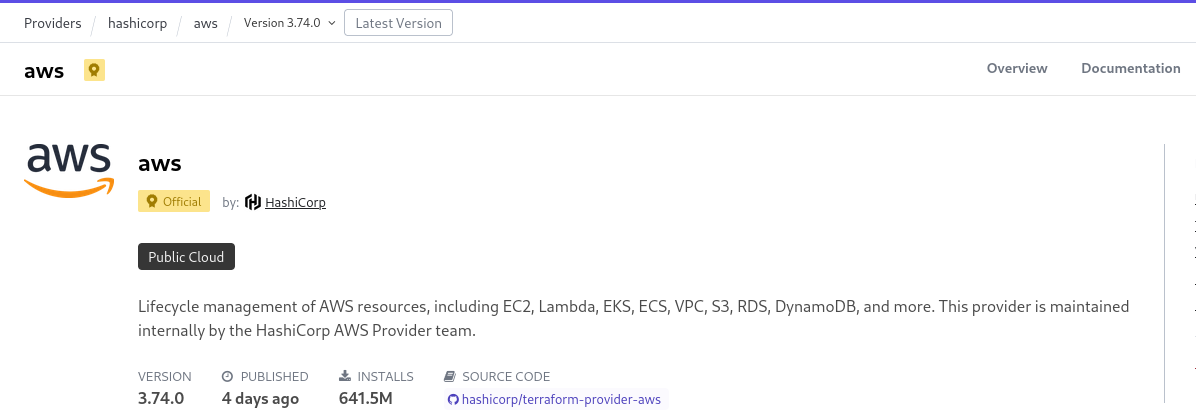 Providers hashicorp aws Version 3.74.0 Latest Version
aws Overview Documentation
aws
aws
Official by: HashiCorp
Public Cloud
Lifecycle management of AWS resources, including EC2, Lambda, EKS, ECS, VPC, S3, RDS, DynamoDB, and more. This provider is maintained
internally by the HashiCorp AWS Provider team.
VERSION PUBLISHED INSTALLS SOURCE CODE
3.74.0 4 days ago 641.5M hashicorp/terraform-provider-aws